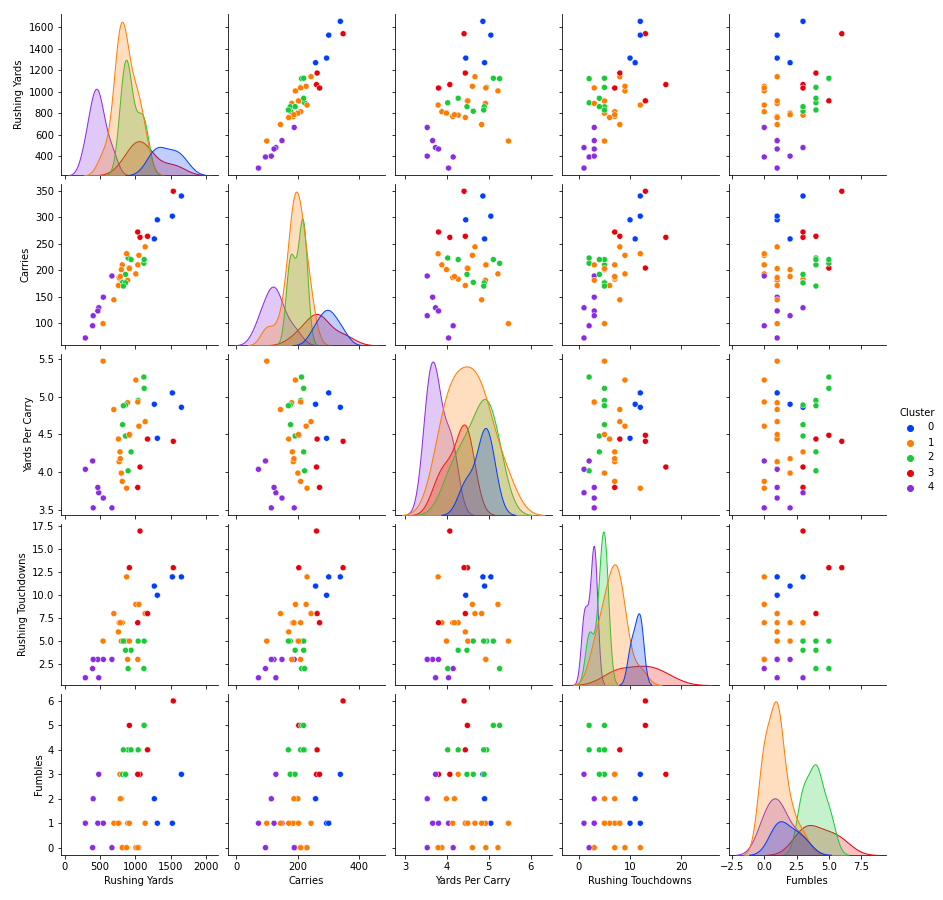 1600
1400
1200
1000
800
600
400
Rushing Yards
350
300
250
200
150
100
Carries
5.5
5.0
4.5
4.0
3.5
Yards Per Carry
17.5
15.0
12.5
10.0
7.5
5.0
2.5
Rushing Touchdowns
6
5
4
3
2
1
0
Fumbles
0 500 1000 1500 2000
Rushing Yards
0 200 400
Carries
3 4 5 6
Yards Per Carry
0 10 20
Rushing Touchdowns
−2.5 0.0 2.5 5.0 7.5
Fumbles
Cluster
0
1
2
3
4